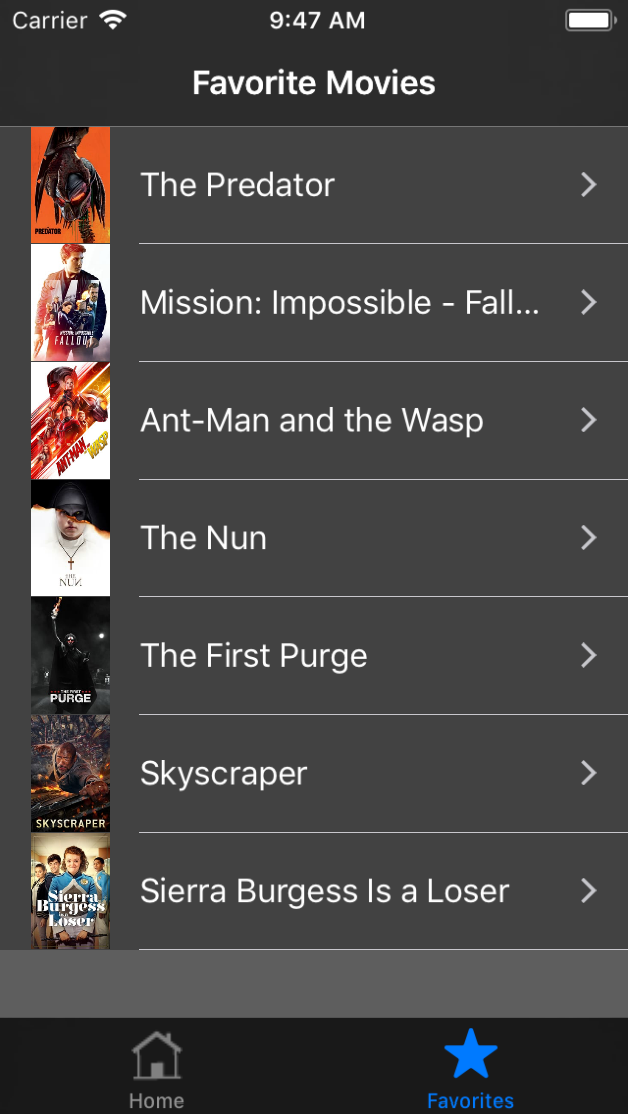 Carrier 9:47 AM
Favorite Movies
PREDATOR
The Predator
MISSION: IMPOSSIBLE
FALLOUT
Mission: Impossible - Fall...
ANT-MAN AND THE WASP
Ant-Man and the Wasp
THE
NUN
The Nun
THE FIRST
PURGE
The First Purge
SKYSCRAPER
Skyscraper
Sierra
Burgess
is a
Loser
Sierra Burgess Is a Loser
Home Favorites